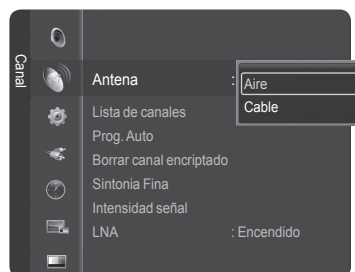 Canal
Antena :
Aire
Cable
Lista de canales
Prog. Auto
Borrar canal encriptado
Sintonia Fina
Intensidad señal
LNA : Encendido